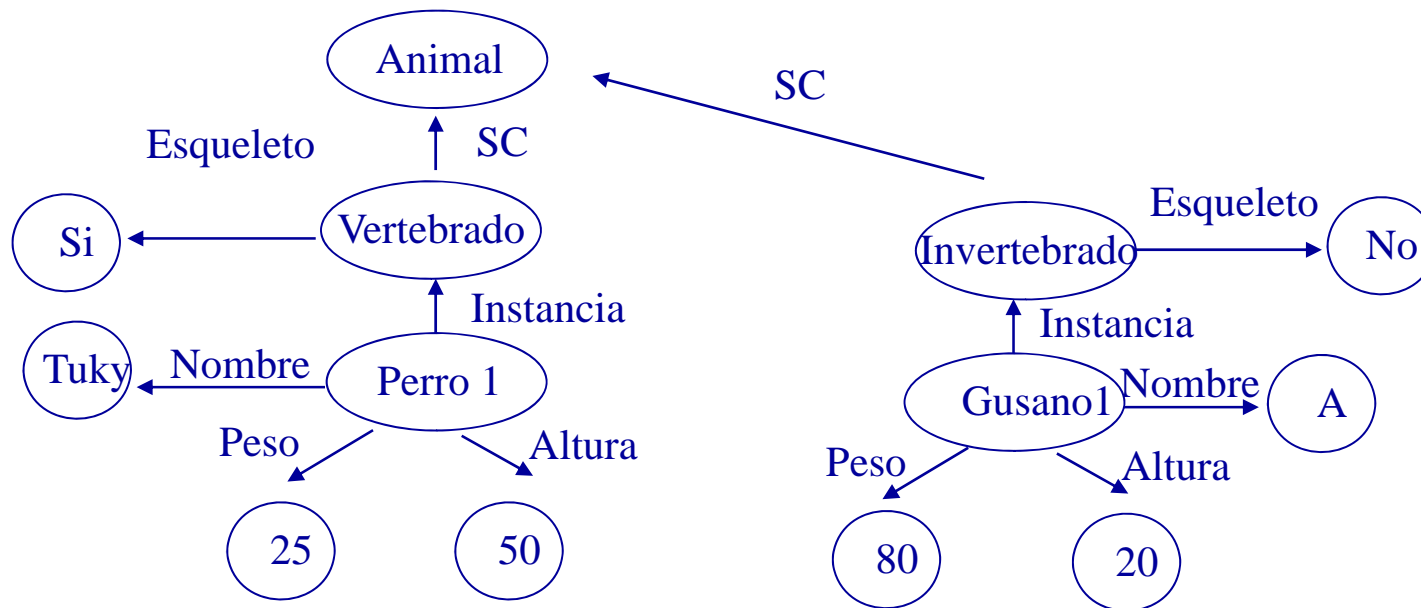 Animal
SC
Esqueleto
SC
Vertebrado
Esqueleto
Si
Invertebrado
No
Instancia
Instancia
Tuky
Nombre
Perro 1
Gusano1
Nombre
A
Peso
Altura
Peso
Altura
25
50
80
20